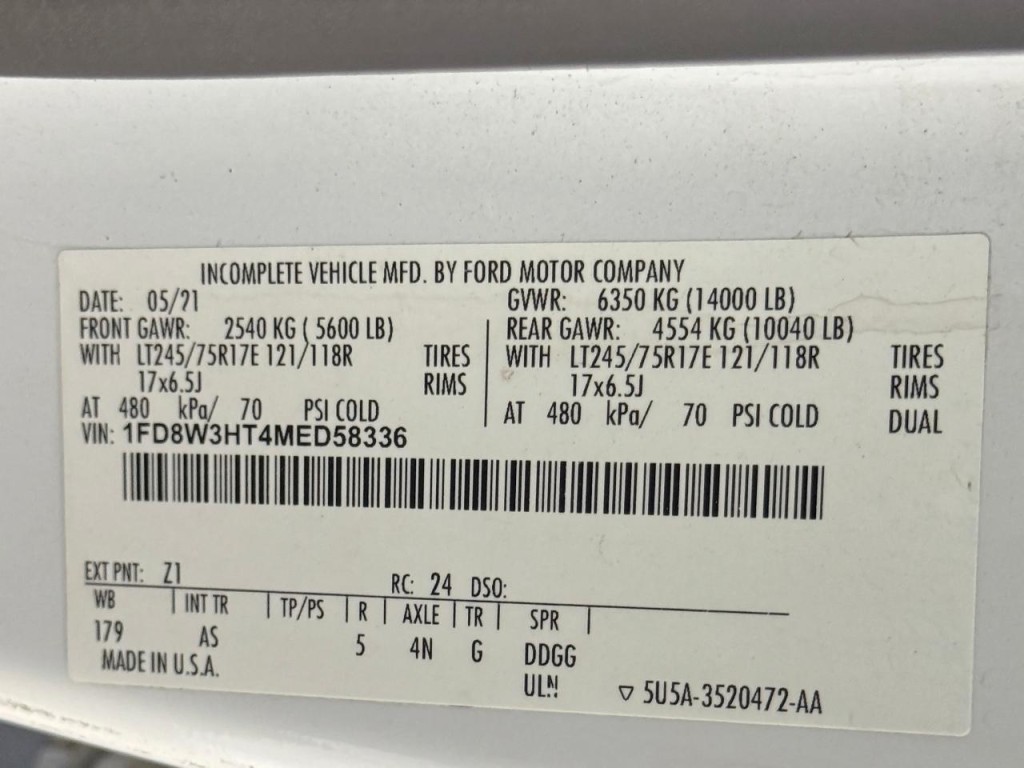 INCOMPLETE VEHICLE MFD. BY FORD MOTOR COMPANY
DATE: 05/21 GVWR: 6350 KG (14000 LB)
FRONT GAWR: 2540 KG ( 5600 LB) REAR GAWR: 4554 KG (10040 LB)
WITH LT245/75R17E 121/118R TIRES WITH LT245/75R17E 121/118R TIRES
17x6.5J RIMS 17x6.5J RIMS
AT 480 kPa/ 70 PSI COLD AT 480 kPa/ 70 PSI COLD DUAL
VIN: 1FD8W3HT4MED58336
EXT PNT: Z1 RC: 24 DSO:
WB | INT TR | TP/PS | R | AXLE | TR | SPR |
179 AS 5 4N G DDGG
MADE IN U.S.A. ULN ▽ 5U5A-3520472-AA